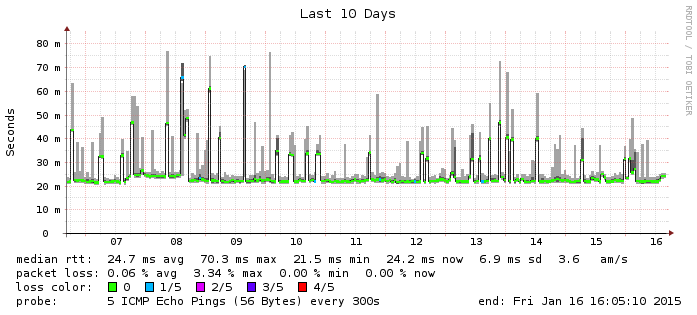 Last 10 Days
RRDTOOL / TOBI OETIKER
Seconds
80 m
70 m
60 m
50 m
40 m
30 m
20 m
10 m
0
07 08 09 10 11 12 13 14 15 16
median rtt: 24.7 ms avg 70.3 ms max 21.5 ms min 24.2 ms now 6.9 ms sd 3.6 am/s
packet loss: 0.06 % avg 3.34 % max 0.00 % min 0.00 % now
loss color: 0 1/5 2/5 3/5 4/5
probe: 5 ICMP Echo Pings (56 Bytes) every 300s end: Fri Jan 16 16:05:10 2015